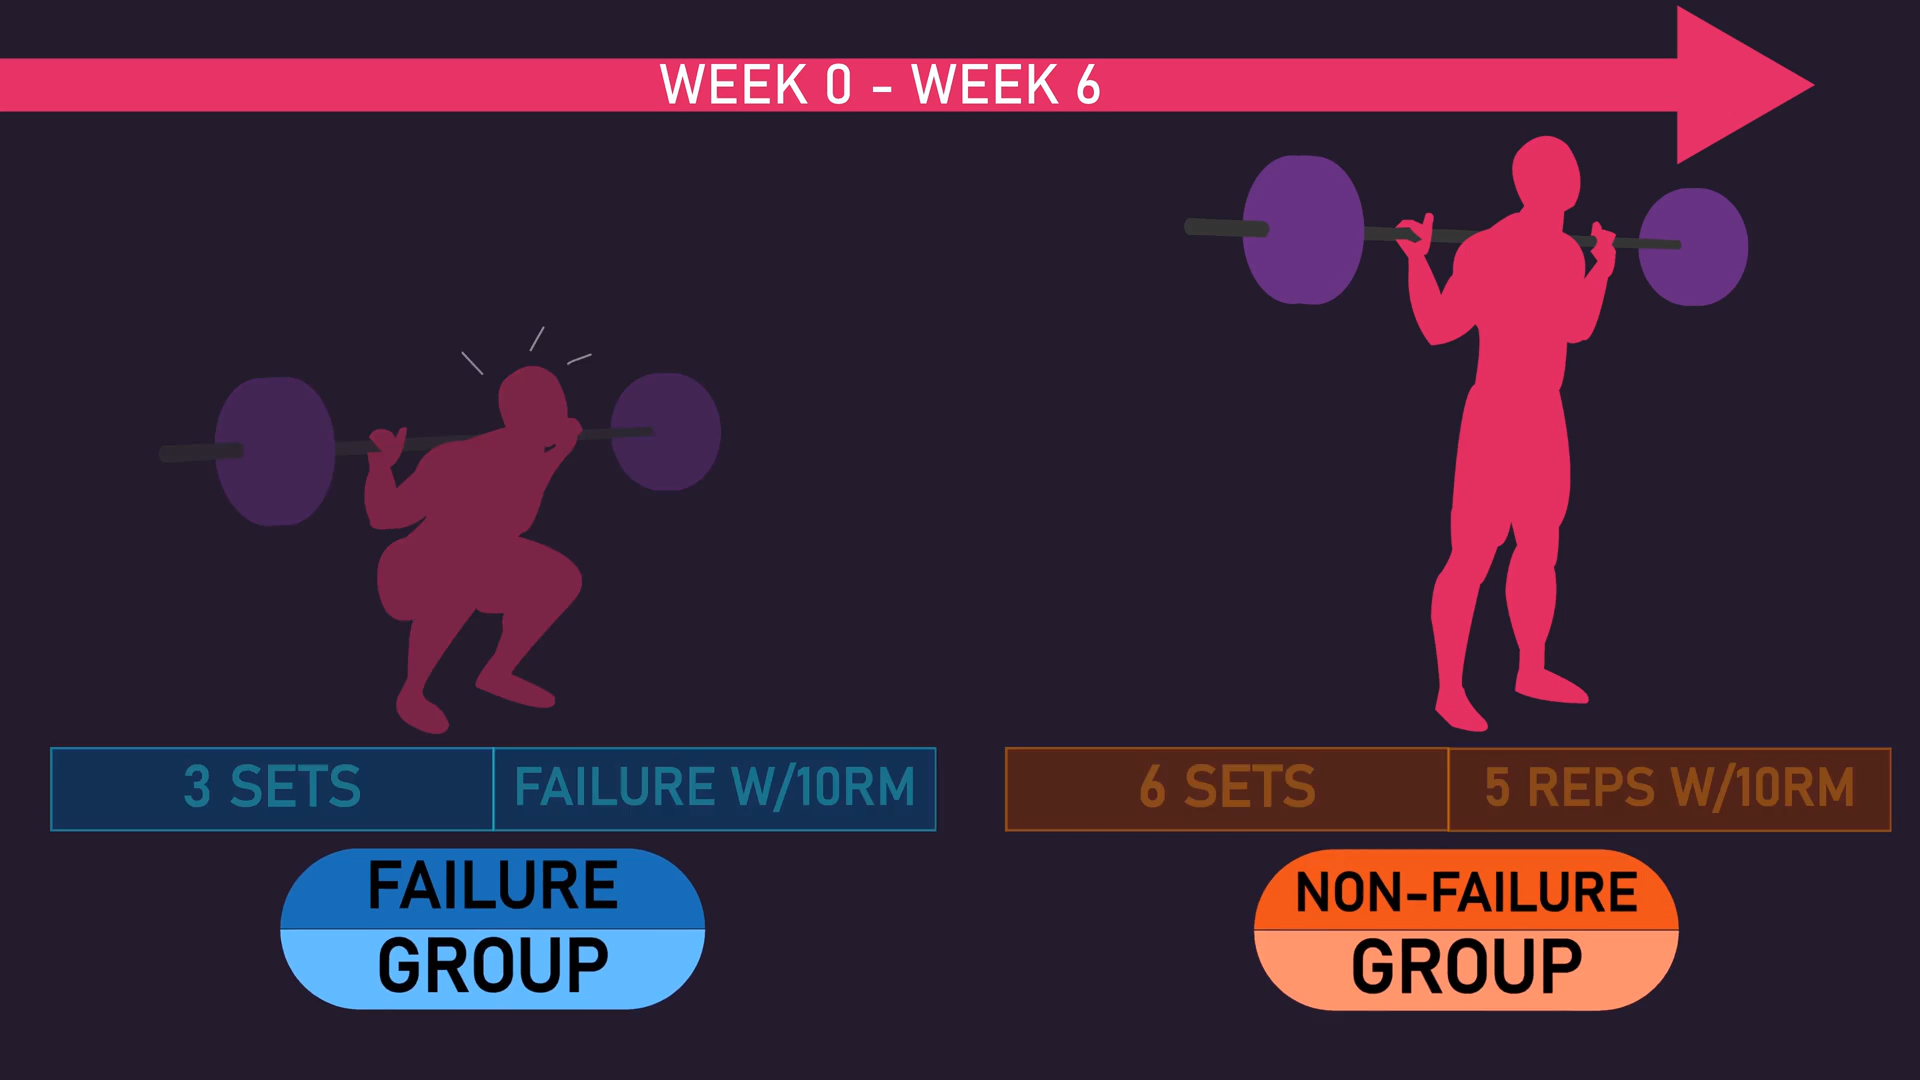 WEEK 0 - WEEK 6
3 SETS
FAILURE W/10RM
6 SETS
5 REPS W/10RM
FAILURE
GROUP
NON-FAILURE
GROUP